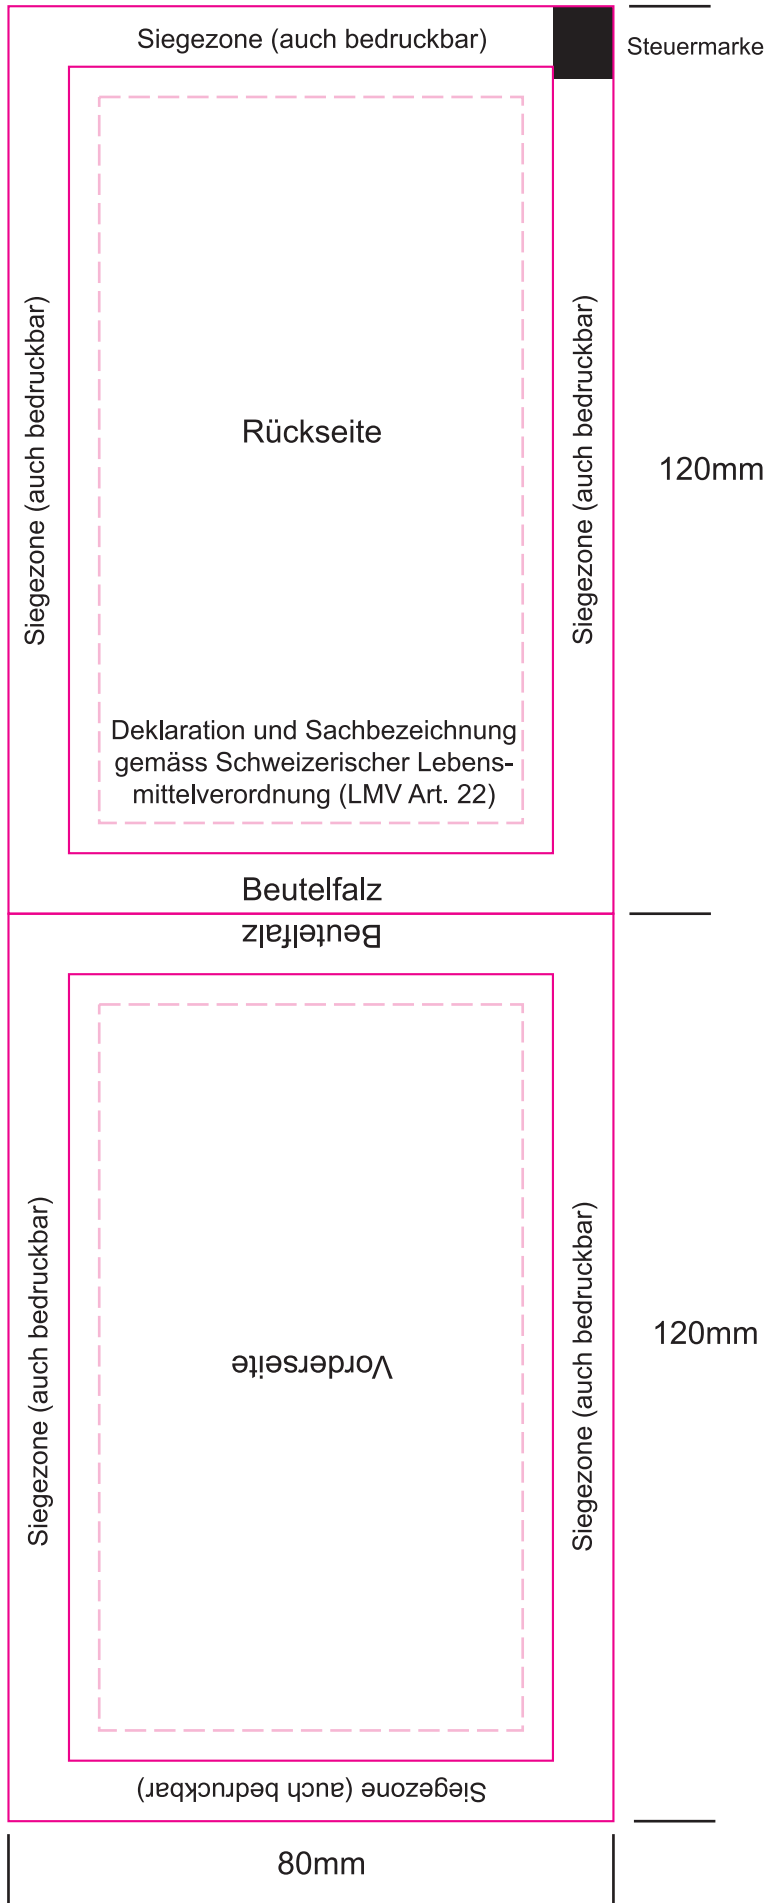 Siegezone (auch bedruckbar)
Steuermarke
Siegezone (auch bedruckbar)
Siegezone (auch bedruckbar)
Rückseite
120mm
Deklaration und Sachbezeichnung
gemäss Schweizerischer Lebens-
mittelverordnung (LMV Art. 22)
Beutelfalz
Beutelfalz
Siegezone (auch bedruckbar)
Siegezone (auch bedruckbar)
120mm
Vorderseite
Siegezone (auch bedruckbar)
80mm